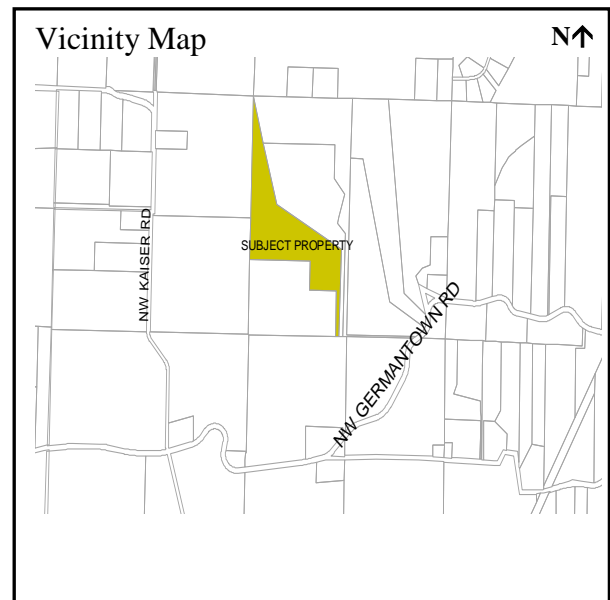 Vicinity Map
N↑
SUBJECT PROPERTY
NW KAISER RD
NW GERMANTOWN RD